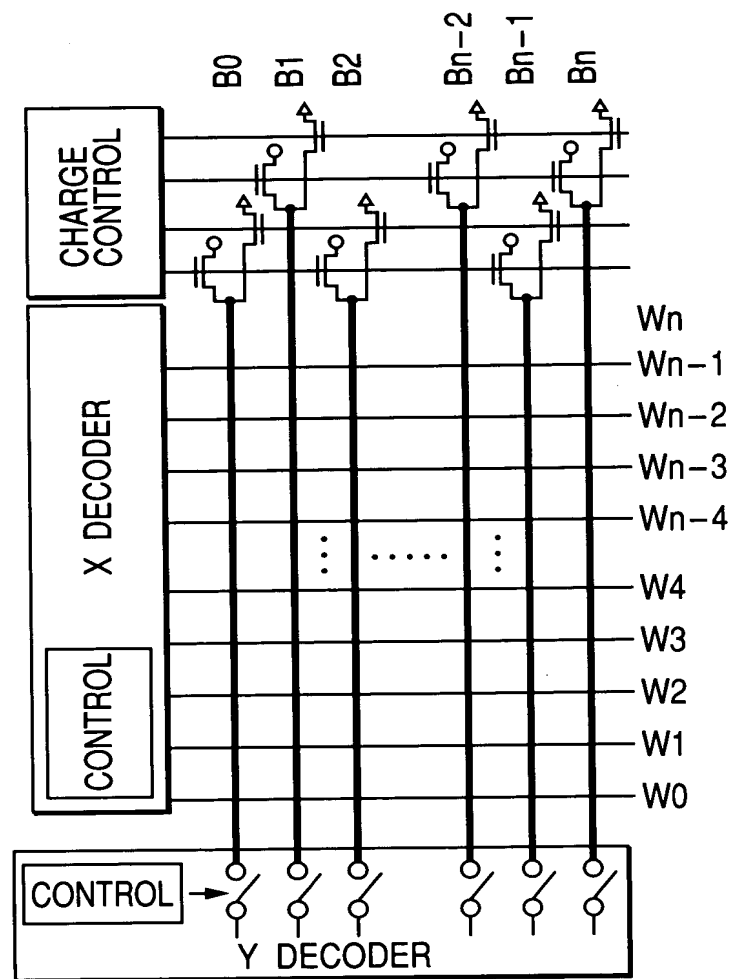 B0 B1 B2 Bn-2 Bn-1 Bn
CHARGE
CONTROL
X DECODER
CONTROL
Wn
Wn-1
Wn-2
Wn-3
Wn-4
W4
W3
W2
W1
W0
CONTROL
Y DECODER